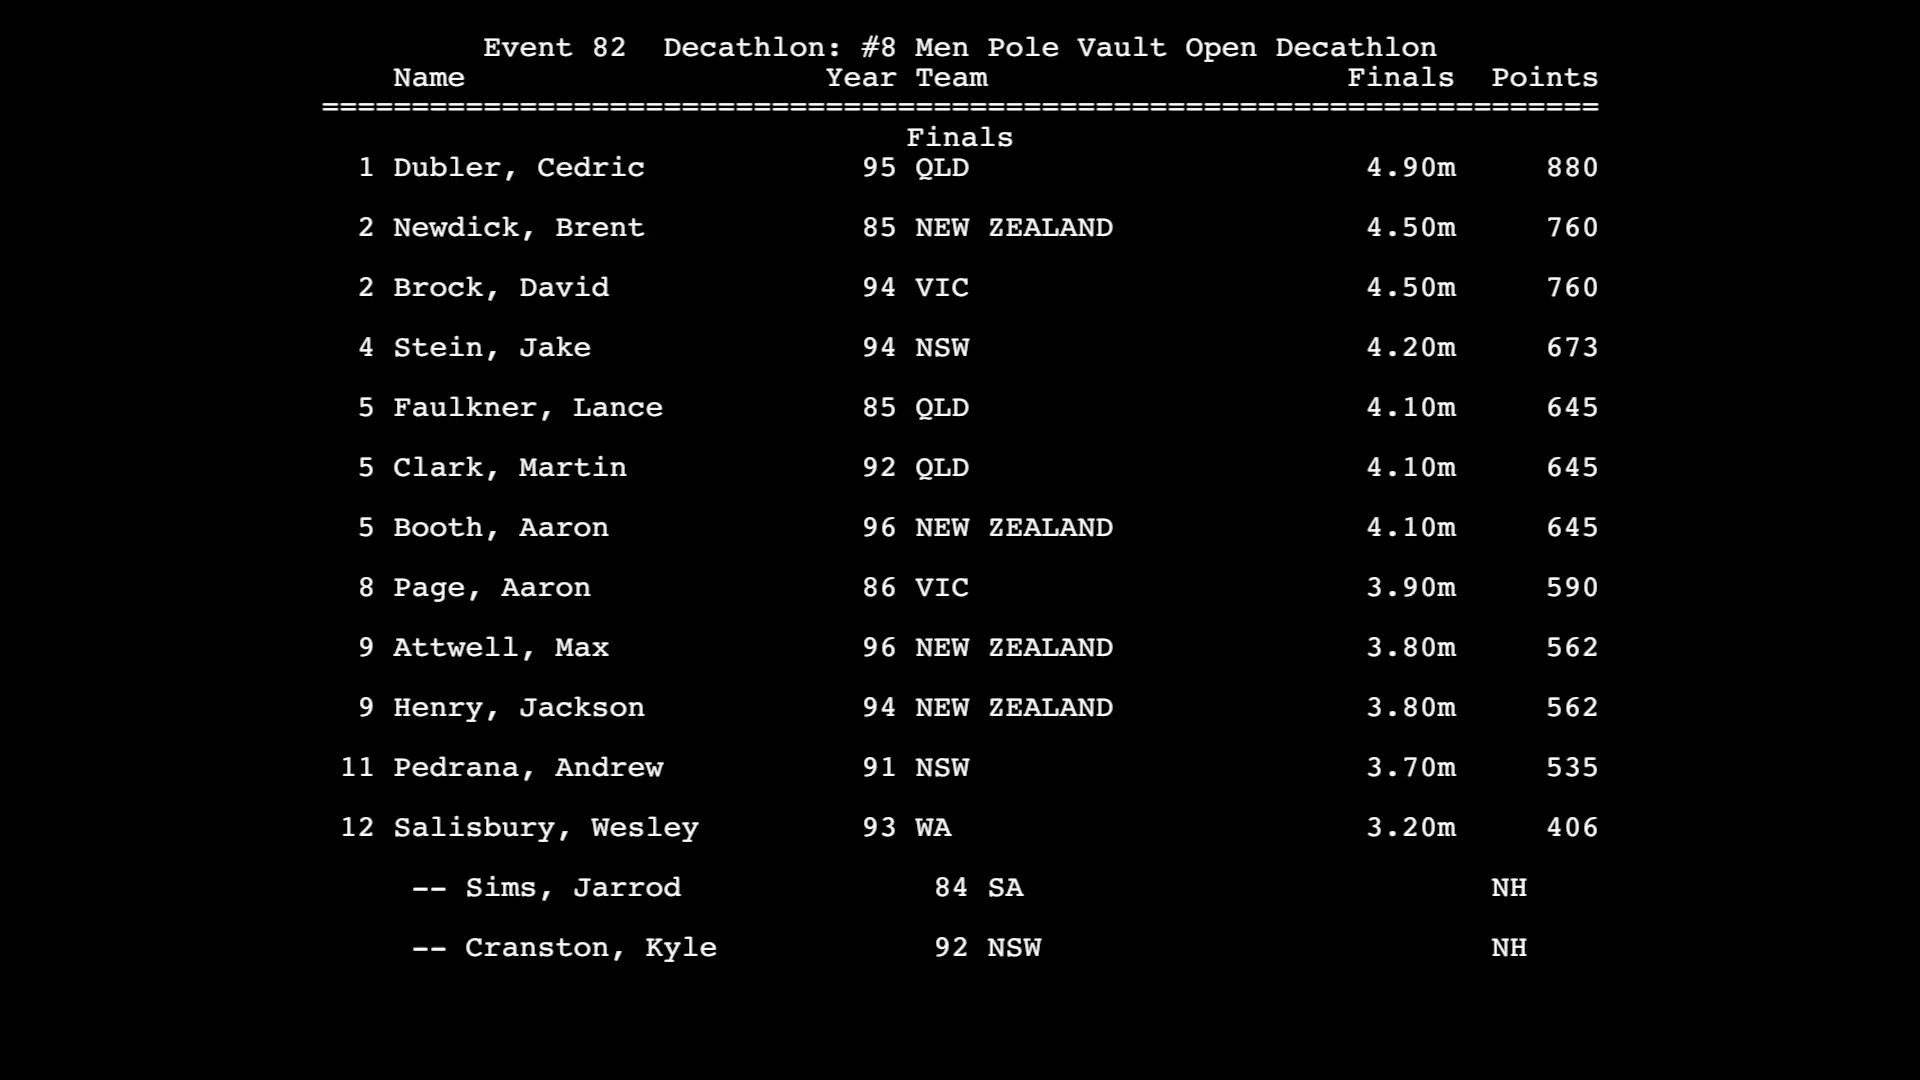 Event 82 Decathlon: #8 Men Pole Vault Open Decathlon
Name Year Team Finals Points
================================================================================
Finals
1 Dubler, Cedric 95 QLD 4.90m 880
2 Newdick, Brent 85 NEW ZEALAND 4.50m 760
2 Brock, David 94 VIC 4.50m 760
4 Stein, Jake 94 NSW 4.20m 673
5 Faulkner, Lance 85 QLD 4.10m 645
5 Clark, Martin 92 QLD 4.10m 645
5 Booth, Aaron 96 NEW ZEALAND 4.10m 645
8 Page, Aaron 86 VIC 3.90m 590
9 Attwell, Max 96 NEW ZEALAND 3.80m 562
9 Henry, Jackson 94 NEW ZEALAND 3.80m 562
11 Pedrana, Andrew 91 NSW 3.70m 535
12 Salisbury, Wesley 93 WA 3.20m 406
-- Sims, Jarrod 84 SA NH
-- Cranston, Kyle 92 NSW NH